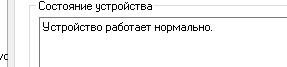 Состояние устройства
Устройство работает нормально.